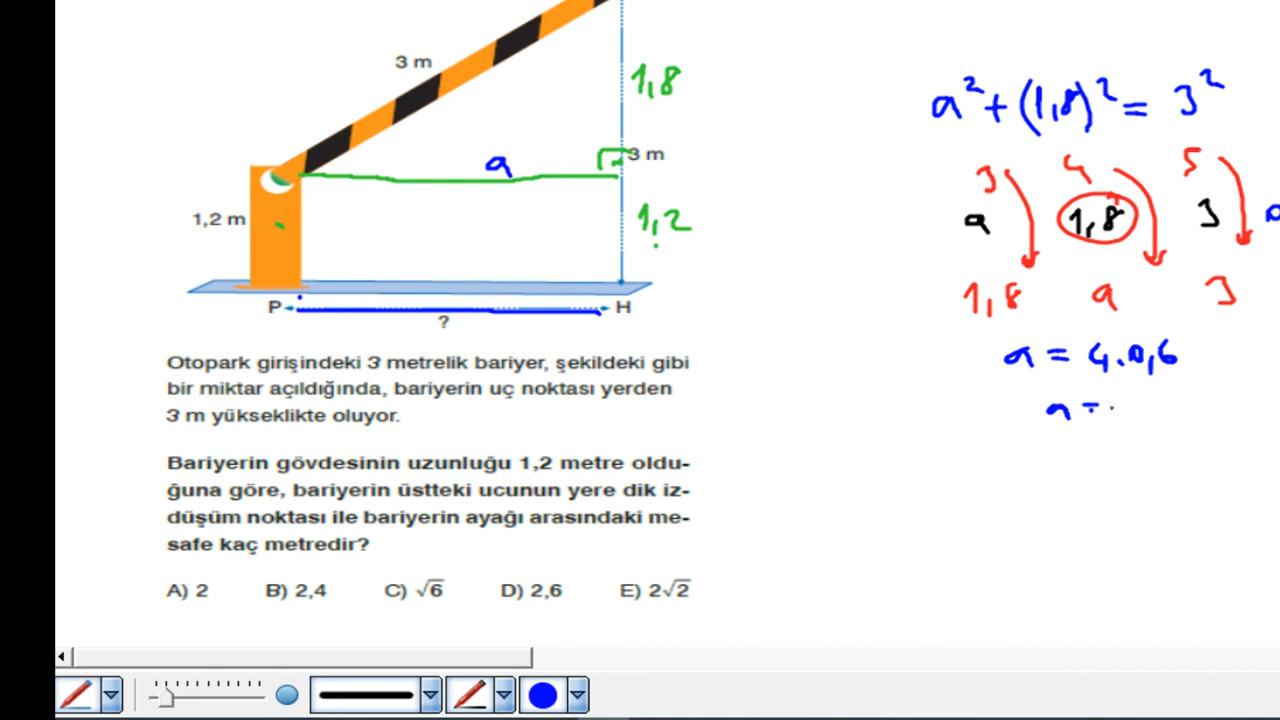 3 m
1,8
a
3 m
1,2 m
1,2
P
H
?
Otopark girişindeki 3 metrelik bariyer, şekildeki gibi
bir miktar açıldığında, bariyerin uç noktası yerden
3 m yükseklikte oluyor.
Bariyerin gövdesinin uzunluğu 1,2 metre oldu-
ğuna göre, bariyerin üstteki ucunun yere dik iz-
düşüm noktası ile bariyerin ayağı arasındaki me-
safe kaç metredir?
A) 2 B) 2,4 C) √6 D) 2,6 E) 2√2
a² + (1,8)² = 3²
3 4 5
a 1,8 3
1,8 a 3
a = 4.0,6
a =